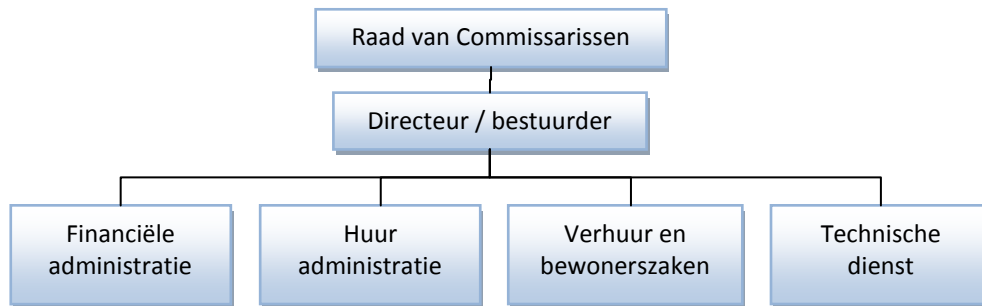 Raad van Commissarissen
Directeur / bestuurder
Financiële
administratie
Huur
administratie
Verhuur en
bewonerszaken
Technische
dienst